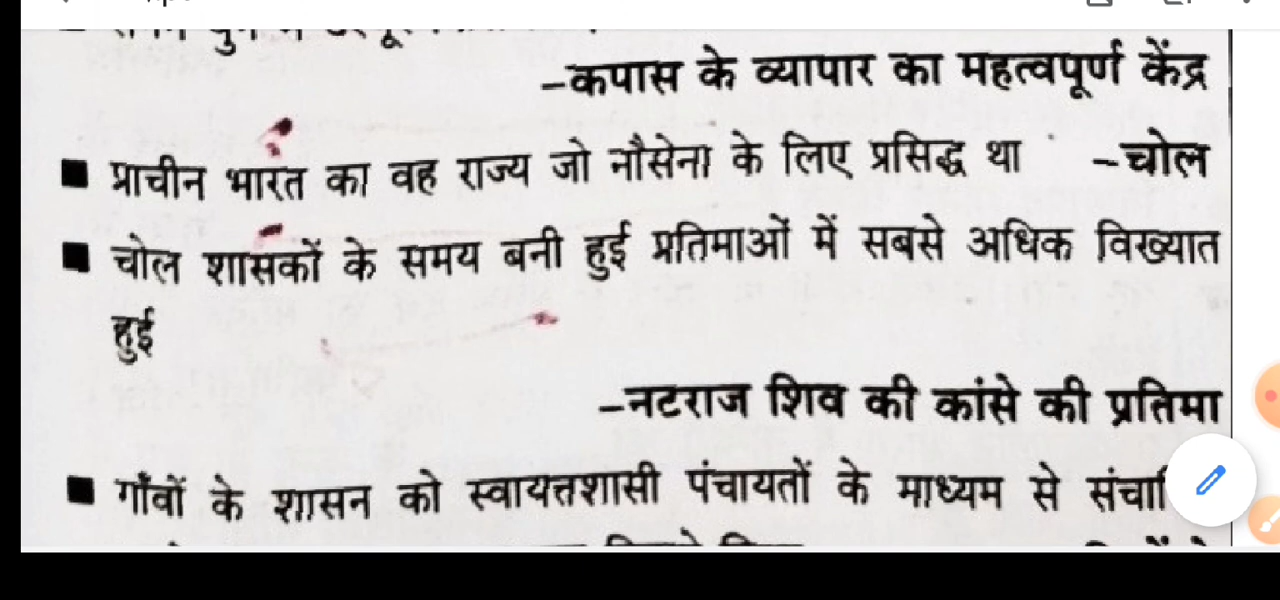 –कपास के व्यापार का महत्वपूर्ण केंद्र
■ प्राचीन भारत का वह राज्य जो नौसेना के लिए प्रसिद्ध था –चोल
■ चोल शासकों के समय बनी हुई प्रतिमाओं में सबसे अधिक विख्यात
हुई
–नटराज शिव की कांसे की प्रतिमा
■ गाँवों के शासन को स्वायत्तशासी पंचायतों के माध्यम से